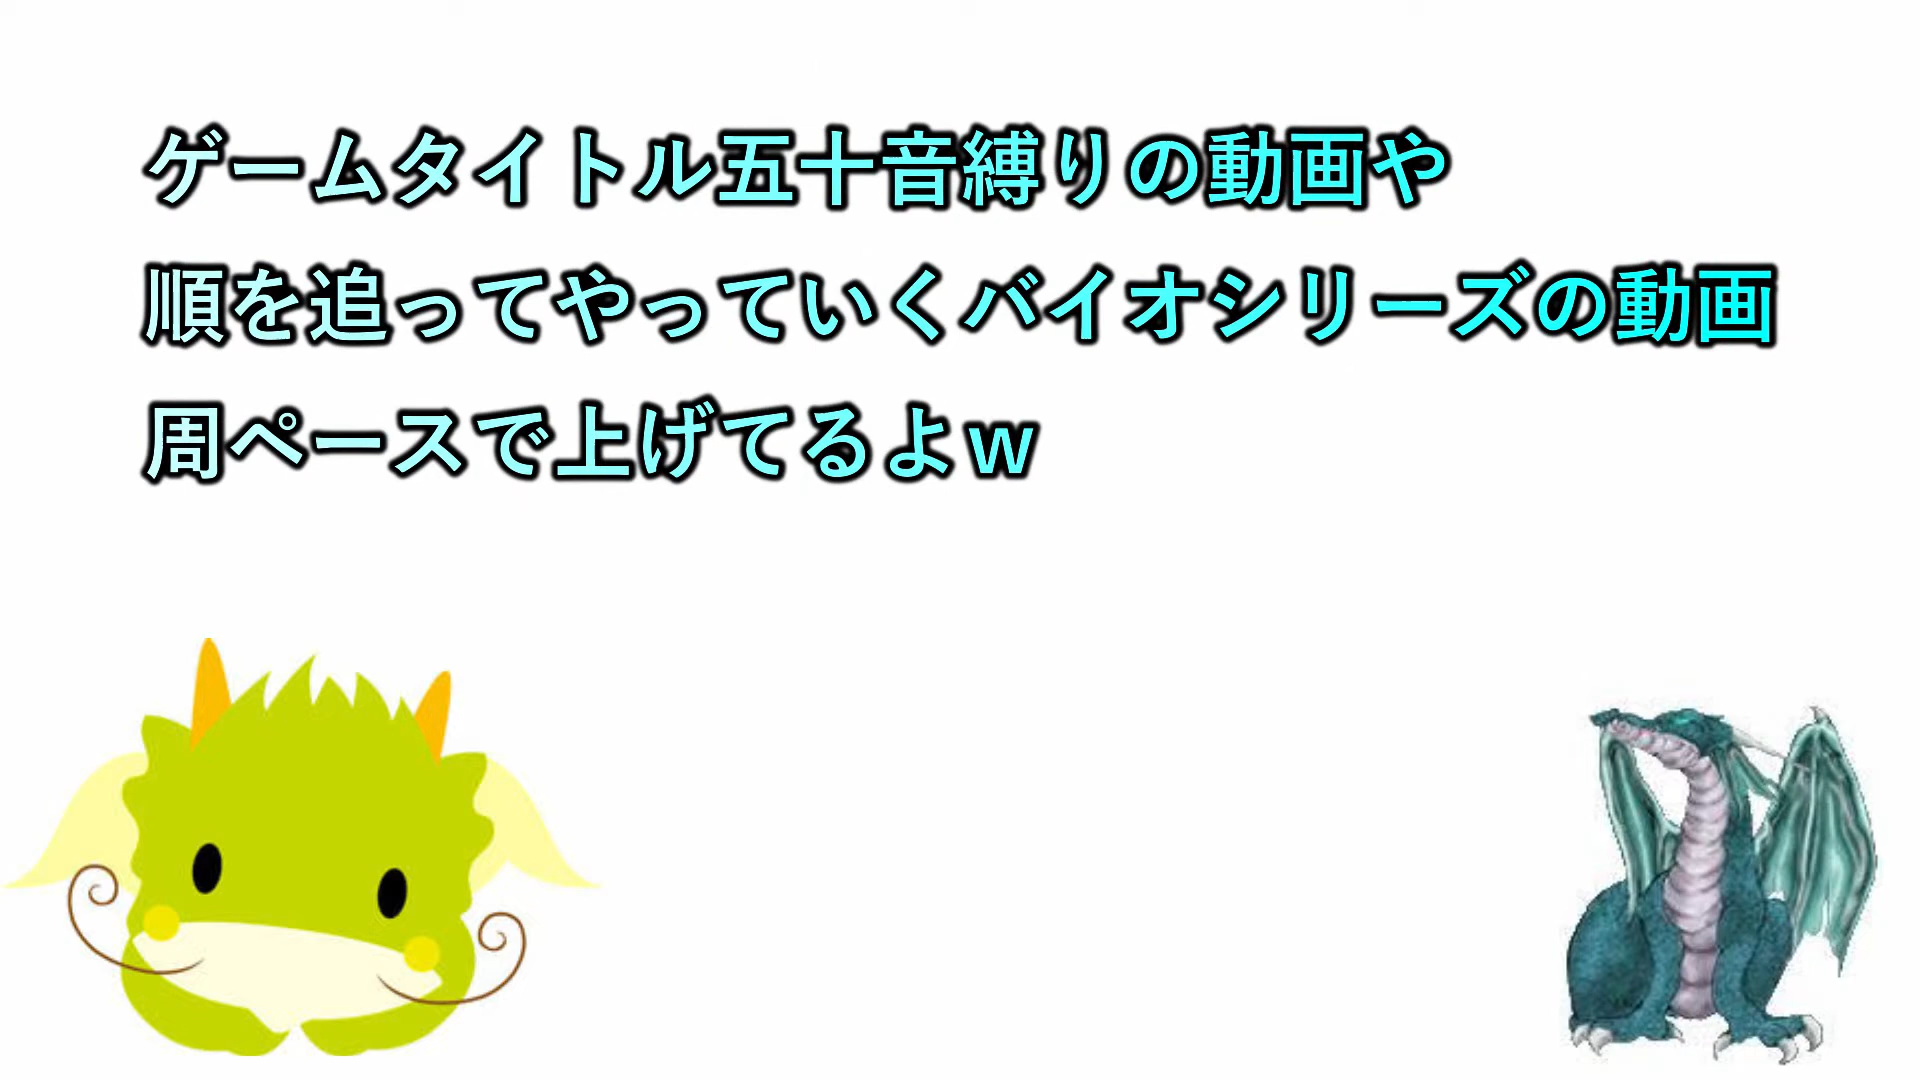 ゲームタイトル五十音縛りの動画や
順を追ってやっていくバイオシリーズの動画
周ペースで上げてるよw